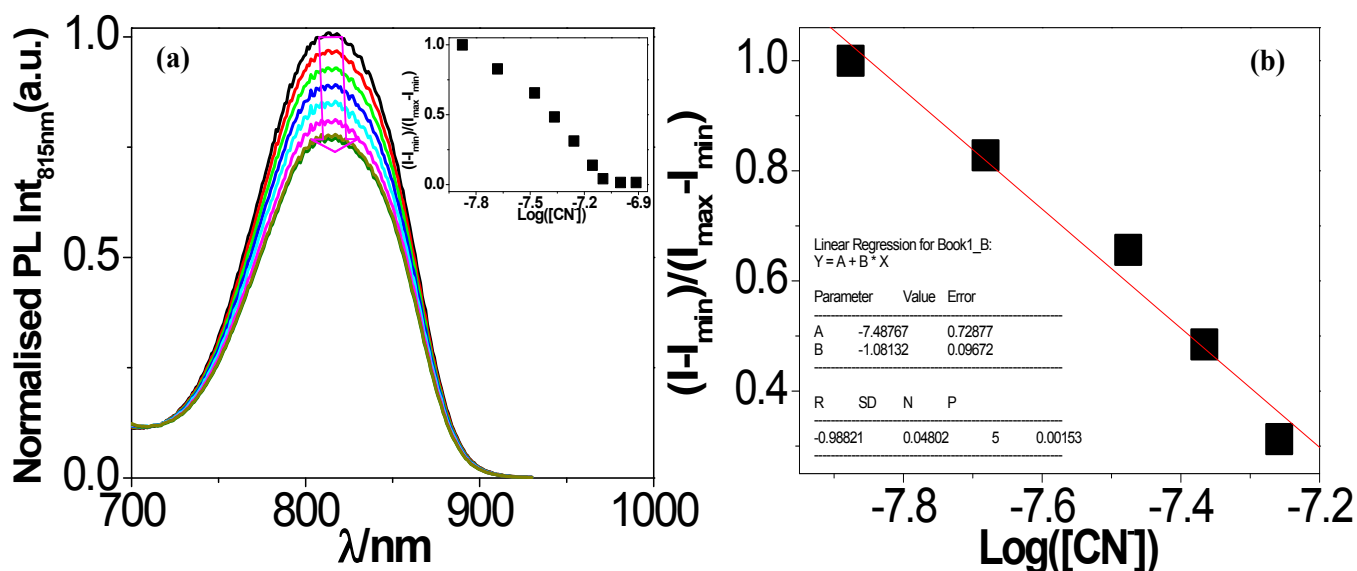 (a)
Normalised PL Int815nm(a.u.)
1.0
0.5
0.0
700
800
900
1000
λ/nm
(I-Imin)/(Imax-Imin)
1.0
0.5
0.0
-7.8
-7.5
-7.2
-6.9
Log([CN-])
(b)
(I-Imin)/(Imax-Imin)
1.0
0.8
0.6
0.4
Linear Regression for Book1_B:
Y = A + B * X
Parameter Value Error
A -7.48767 0.72877
B -1.08132 0.09672
R SD N P
-0.98821 0.04802 5 0.00153
-7.8
-7.6
-7.4
-7.2
Log([CN-])